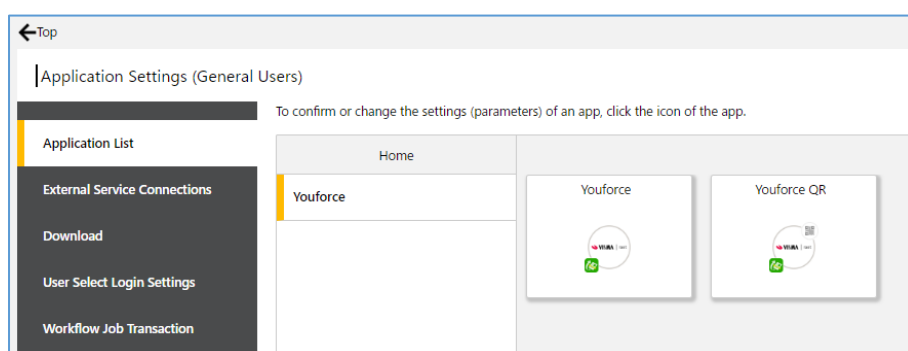 Top
Application Settings (General Users)
To confirm or change the settings (parameters) of an app, click the icon of the app.
Application List
Home
External Service Connections
Youforce
Youforce
Youforce QR
VISMA
VISMA
Download
User Select Login Settings
Workflow Job Transaction